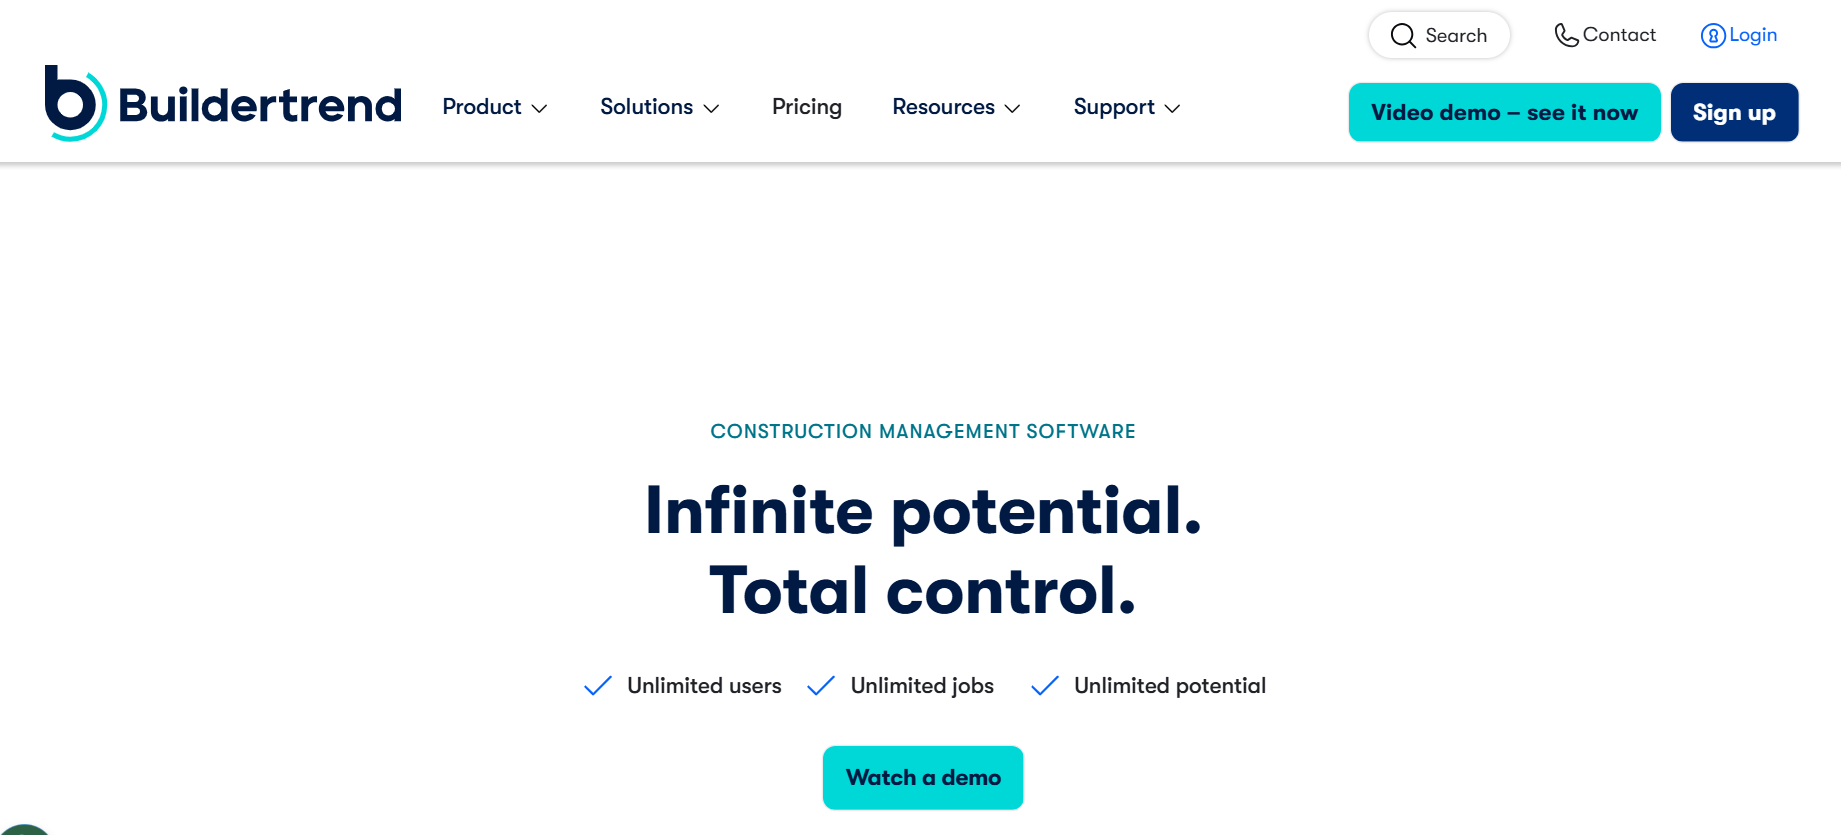 Search Contact Login
Buildertrend Product Solutions Pricing Resources Support Video demo – see it now Sign up
CONSTRUCTION MANAGEMENT SOFTWARE
Infinite potential.
Total control.
Unlimited users Unlimited jobs Unlimited potential
Watch a demo